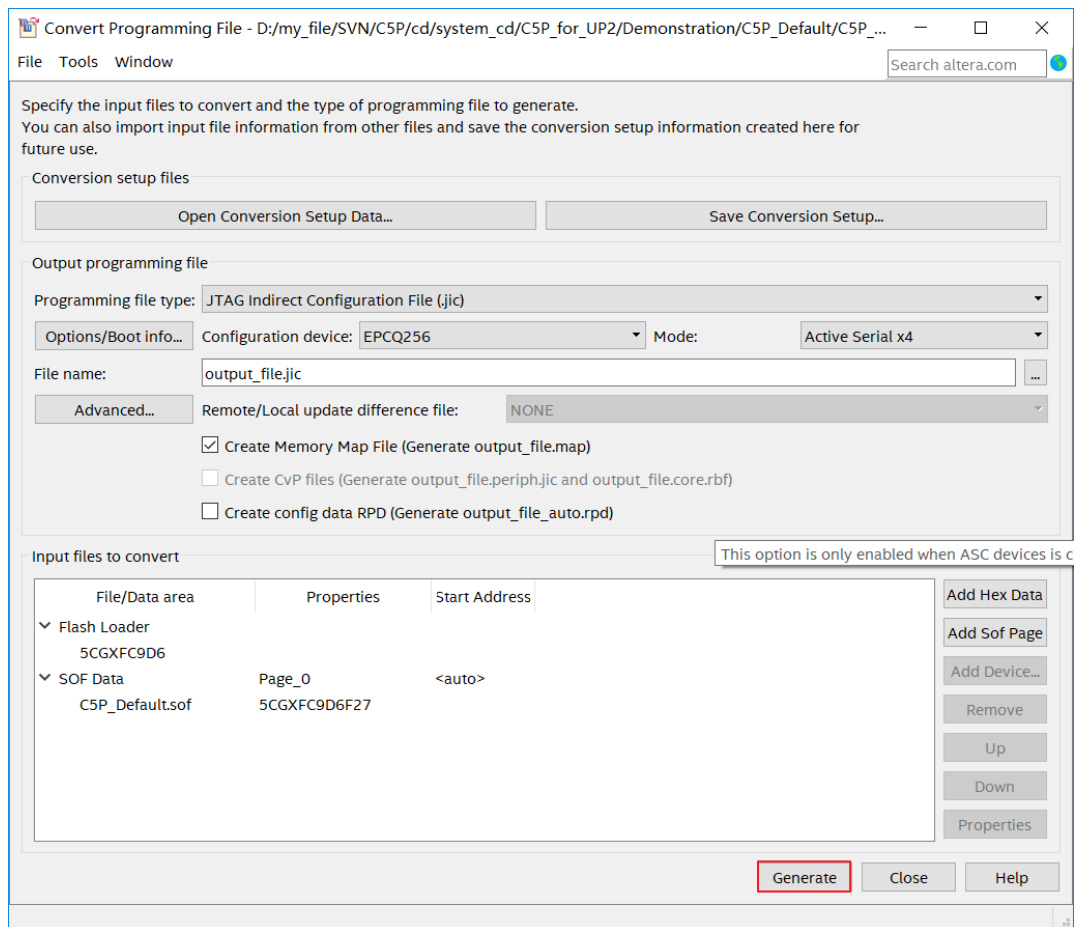 Convert Programming File - D:/my_file/SVN/C5P/cd/system_cd/C5P_for_UP2/Demonstration/C5P_Default/C5P_...
File Tools Window
Search altera.com
Specify the input files to convert and the type of programming file to generate.
You can also import input file information from other files and save the conversion setup information created here for
future use.
Conversion setup files
Open Conversion Setup Data... Save Conversion Setup...
Output programming file
Programming file type: JTAG Indirect Configuration File (.jic)
Options/Boot info... Configuration device: EPCQ256 Mode: Active Serial x4
File name: output_file.jic ...
Advanced... Remote/Local update difference file: NONE
Create Memory Map File (Generate output_file.map)
Create CvP files (Generate output_file.periph.jic and output_file.core.rbf)
Create config data RPD (Generate output_file_auto.rpd)
Input files to convert
This option is only enabled when ASC devices is c
File/Data area Properties Start Address
Add Hex Data
Flash Loader
Add Sof Page
5CGXFC9D6
SOF Data Page_0 <auto>
Add Device...
C5P_Default.sof 5CGXFC9D6F27
Remove
Up
Down
Properties
Generate Close Help